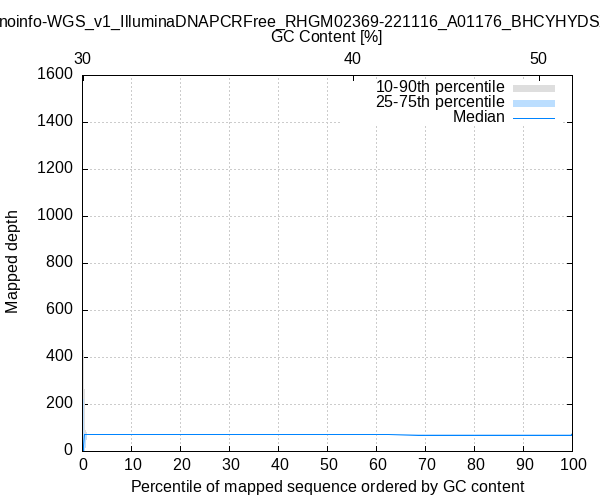 noinfo-WGS_v1_IlluminaDNAPCRFree_RHGM02369-221116_A01176_BHCYHYDS
GC Content [%]
30 40 50
1600
1400
1200
1000
800
600
400
200
0
10-90th percentile
25-75th percentile
Median
Mapped depth
0 10 20 30 40 50 60 70 80 90 100
Percentile of mapped sequence ordered by GC content